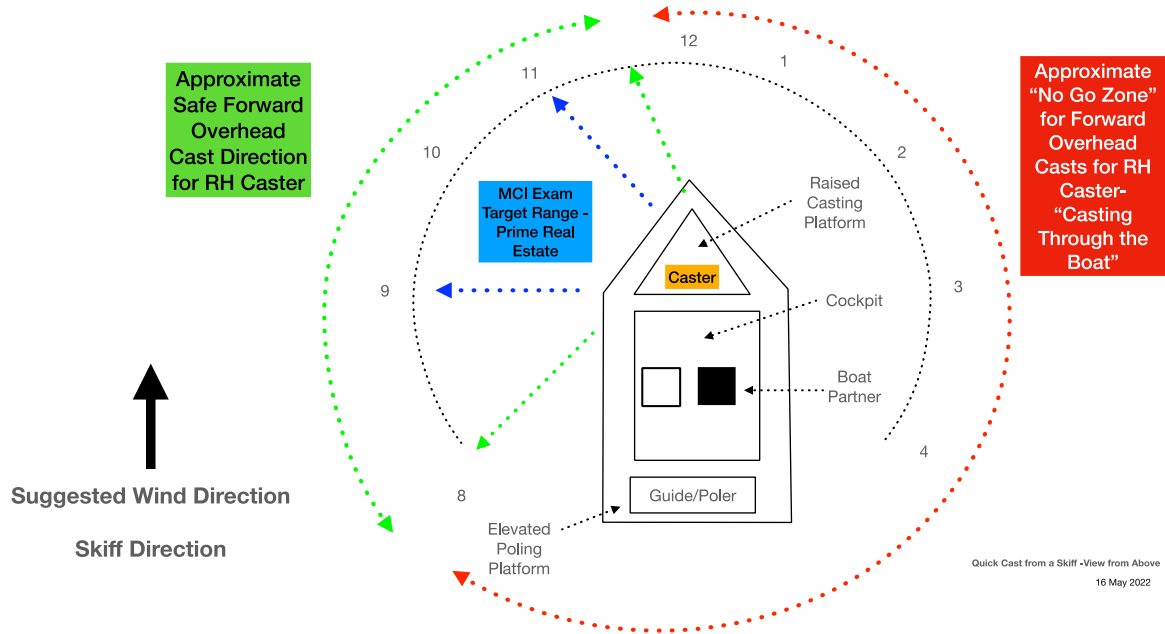 12
11
1
Approximate
Safe Forward
Overhead
Cast Direction
for RH Caster
Approximate
“No Go Zone”
for Forward
Overhead
Casts for RH
Caster-
“Casting
Through the
Boat”
10
2
MCI Exam
Target Range -
Prime Real
Estate
Raised
Casting
Platform
Caster
9
3
Cockpit
Boat
Partner
4
8
Suggested Wind Direction
Skiff Direction
Guide/Poler
Elevated
Poling
Platform
Quick Cast from a Skiff -View from Above
16 May 2022